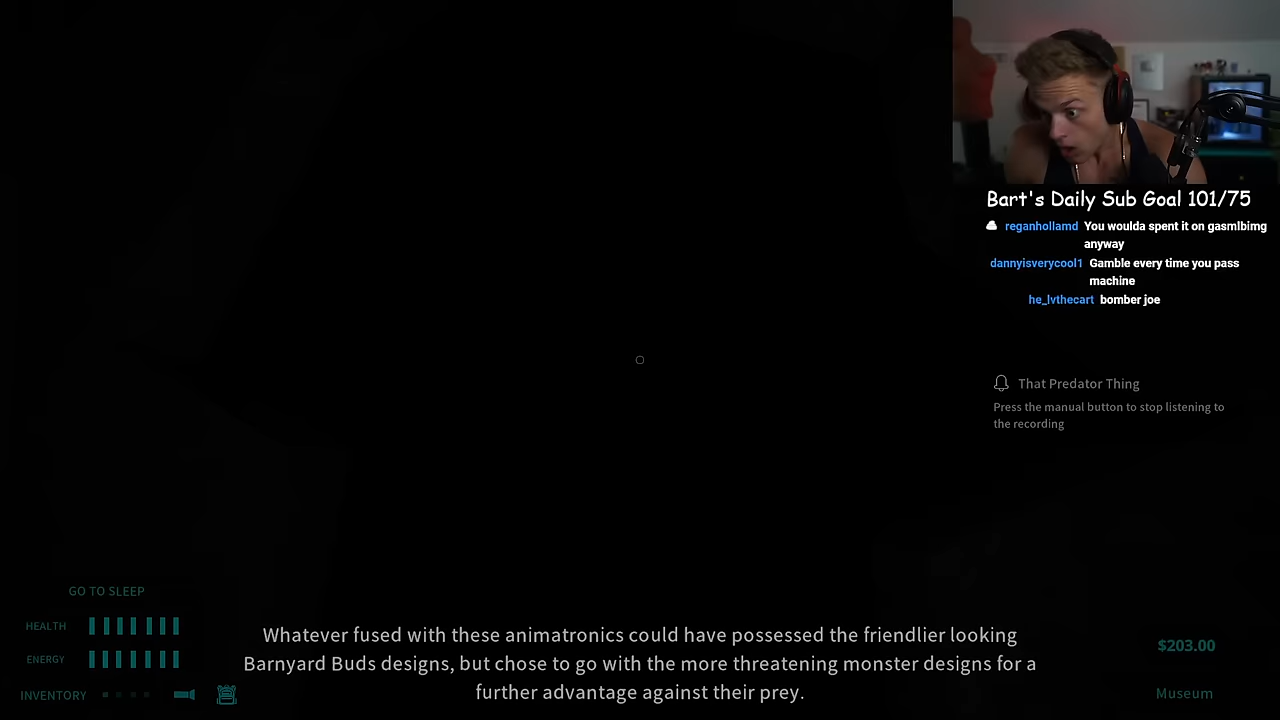 Bart's Daily Sub Goal 101/75
reganhollamd You woulda spent it on gasmlbimg
anyway
dannyisverycool1 Gamble every time you pass
machine
he_lvthecart bomber joe
That Predator Thing
Press the manual button to stop listening to
the recording
GO TO SLEEP
HEALTH
ENERGY
INVENTORY
Whatever fused with these animatronics could have possessed the friendlier looking
Barnyard Buds designs, but chose to go with the more threatening monster designs for a
further advantage against their prey.
$203.00
Museum